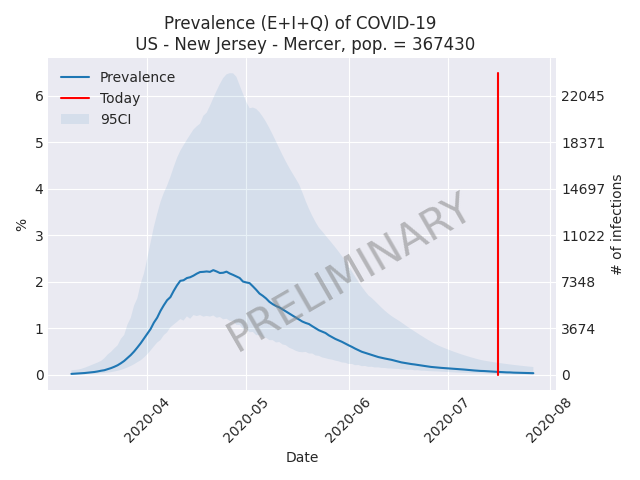 Prevalence (E+I+Q) of COVID-19
US - New Jersey - Mercer, pop. = 367430
Prevalence
Today
95CI
6
5
4
3
2
1
0
%
22045
18371
14697
11022
7348
3674
0
# of infections
PRELIMINARY
2020-04
2020-05
2020-06
2020-07
2020-08
Date